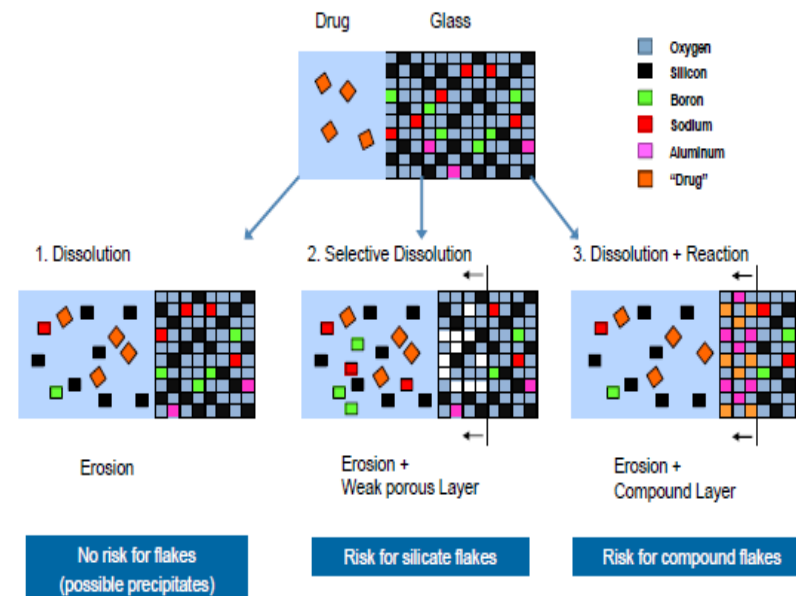 Drug
Glass
Oxygen
Silicon
Boron
Sodium
Aluminum
“Drug”
1. Dissolution
2. Selective Dissolution
3. Dissolution + Reaction
Erosion
Erosion +
Weak porous Layer
Erosion +
Compound Layer
No risk for flakes
(possible precipitates)
Risk for silicate flakes
Risk for compound flakes